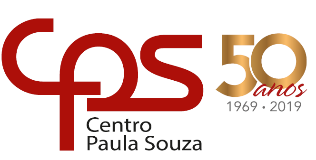 cps
Centro
Paula Souza
50
anos
1969 • 2019